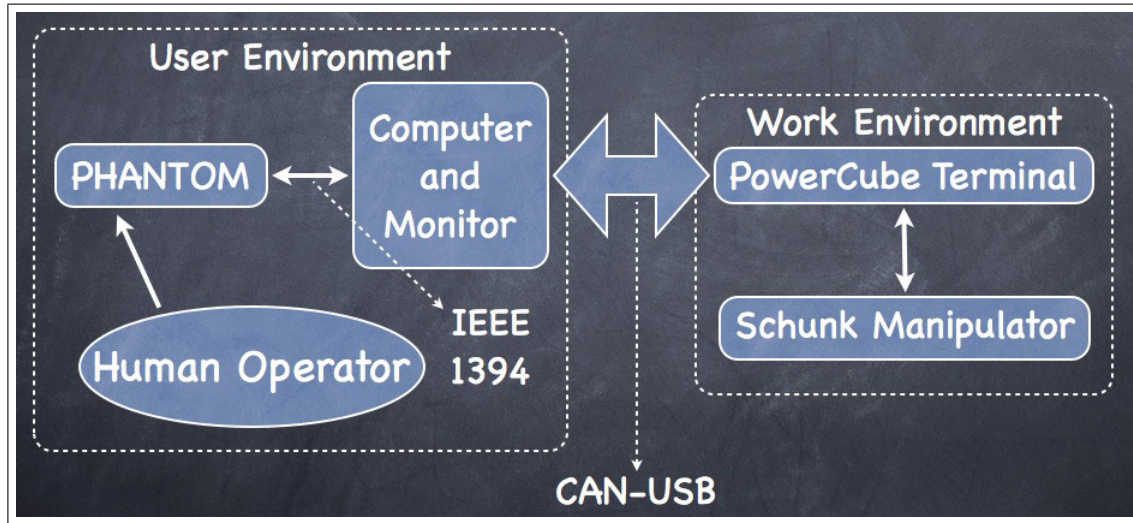 User Environment
Computer
and
Monitor
PHANTOM
Human Operator
IEEE
1394
CAN-USB
Work Environment
PowerCube Terminal
Schunk Manipulator